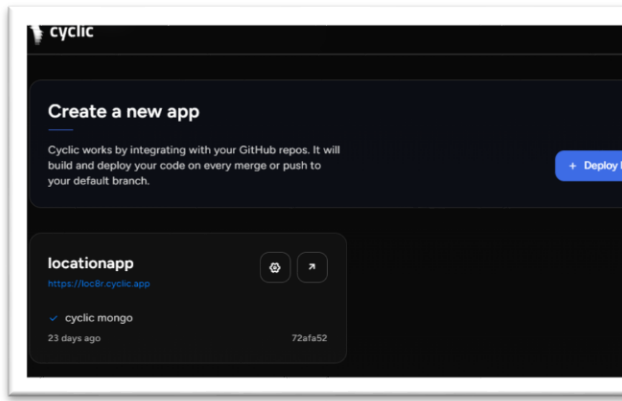 cyclic
Create a new app
Cyclic works by integrating with your GitHub repos. It will
build and deploy your code on every merge or push to
your default branch.
+ Deploy
locationapp
https://loc8r.cyclic.app
cyclic mongo
23 days ago
72afa52